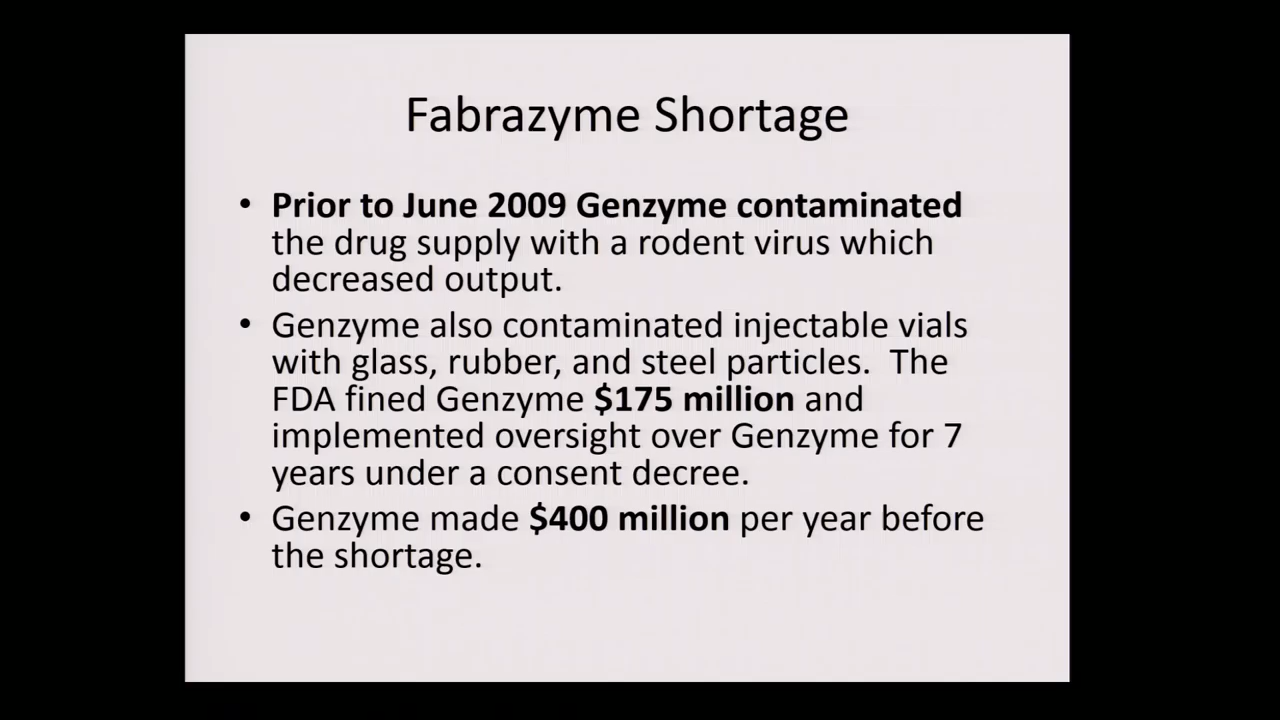 Fabrazyme Shortage
• Prior to June 2009 Genzyme contaminated
the drug supply with a rodent virus which
decreased output.
• Genzyme also contaminated injectable vials
with glass, rubber, and steel particles.  The
FDA fined Genzyme $175 million and
implemented oversight over Genzyme for 7
years under a consent decree.
• Genzyme made $400 million per year before
the shortage.